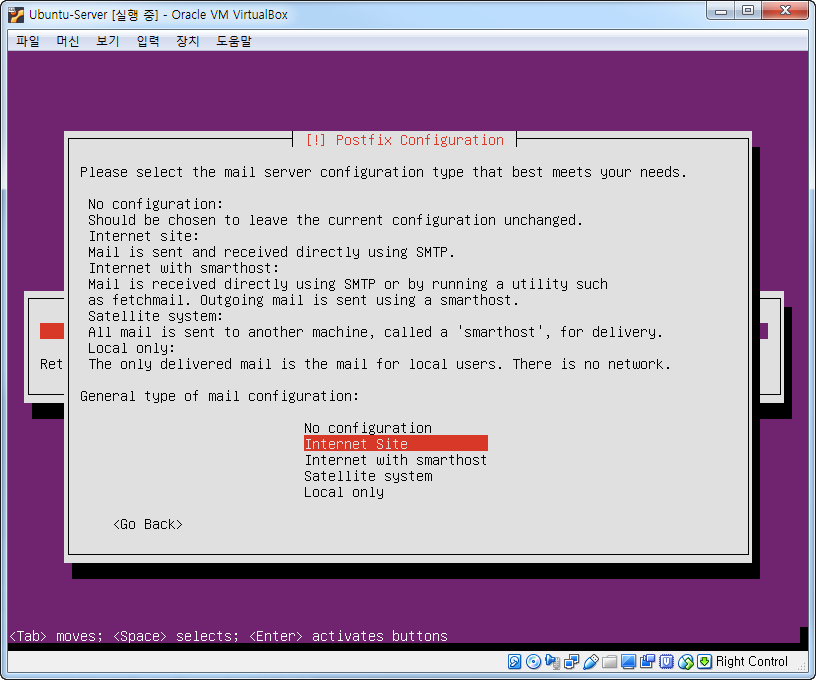 Ubuntu-Server [실행 중] - Oracle VM VirtualBox
파일 머신 보기 입력 장치 도움말
[!] Postfix Configuration
Please select the mail server configuration type that best meets your needs.
No configuration:
Should be chosen to leave the current configuration unchanged.
Internet site:
Mail is sent and received directly using SMTP.
Internet with smarthost:
Mail is received directly using SMTP or by running a utility such
as fetchmail. Outgoing mail is sent using a smarthost.
Satellite system:
All mail is sent to another machine, called a 'smarthost', for delivery.
Local only:
Ret
The only delivered mail is the mail for local users. There is no network.
General type of mail configuration:
No configuration
Internet Site
Internet with smarthost
Satellite system
Local only
<Go Back>
<Tab> moves; <Space> selects; <Enter> activates buttons
Right Control